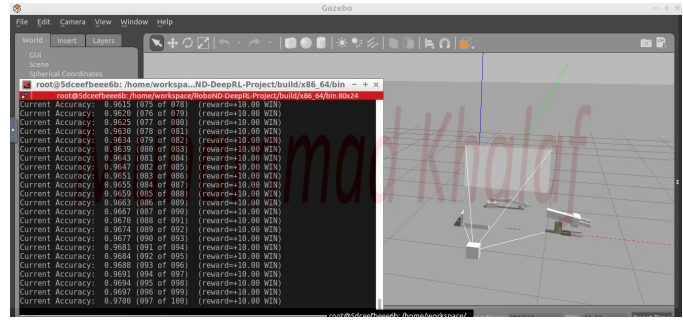 Gazebo
File Edit Camera View Window Help
World Insert Layers
GUI
Scene
Spherical Coordinates
root@5dceefbeee6b: /home/workspa...ND-DeepRL-Project/build/x86_64/bin
root@5dceefbeee6b: /home/workspace/RoboND-DeepRL-Project/build/x86_64/bin 80x24
Current Accuracy: 0.9615 (075 of 078) (reward=+10.00 WIN)
Current Accuracy: 0.9620 (076 of 079) (reward=+10.00 WIN)
Current Accuracy: 0.9625 (077 of 080) (reward=+10.00 WIN)
Current Accuracy: 0.9630 (078 of 081) (reward=+10.00 WIN)
Current Accuracy: 0.9634 (079 of 082) (reward=+10.00 WIN)
Current Accuracy: 0.9639 (080 of 083) (reward=+10.00 WIN)
Current Accuracy: 0.9643 (081 of 084) (reward=+10.00 WIN)
Current Accuracy: 0.9647 (082 of 085) (reward=+10.00 WIN)
Current Accuracy: 0.9651 (083 of 086) (reward=+10.00 WIN)
Current Accuracy: 0.9655 (084 of 087) (reward=+10.00 WIN)
Current Accuracy: 0.9659 (085 of 088) (reward=+10.00 WIN)
Current Accuracy: 0.9663 (086 of 089) (reward=+10.00 WIN)
Current Accuracy: 0.9667 (087 of 090) (reward=+10.00 WIN)
Current Accuracy: 0.9670 (088 of 091) (reward=+10.00 WIN)
Current Accuracy: 0.9674 (089 of 092) (reward=+10.00 WIN)
Current Accuracy: 0.9677 (090 of 093) (reward=+10.00 WIN)
Current Accuracy: 0.9681 (091 of 094) (reward=+10.00 WIN)
Current Accuracy: 0.9684 (092 of 095) (reward=+10.00 WIN)
Current Accuracy: 0.9688 (093 of 096) (reward=+10.00 WIN)
Current Accuracy: 0.9691 (094 of 097) (reward=+10.00 WIN)
Current Accuracy: 0.9694 (095 of 098) (reward=+10.00 WIN)
Current Accuracy: 0.9697 (096 of 099) (reward=+10.00 WIN)
Current Accuracy: 0.9700 (097 of 100) (reward=+10.00 WIN)
Khalaf
root@5dceefbeee6b: /home/workspace/